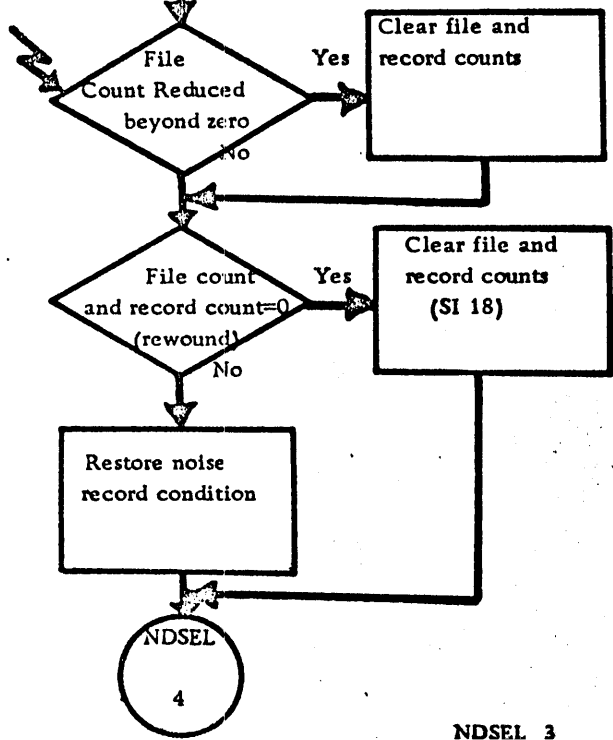 File
Count Reduced
beyond zero
Yes
No
Clear file and
record counts
File count
and record count=0
(rewound)
Yes
No
Clear file and
record counts
(SI 18)
Restore noise
record condition
NDSEL
4
NDSEL 3